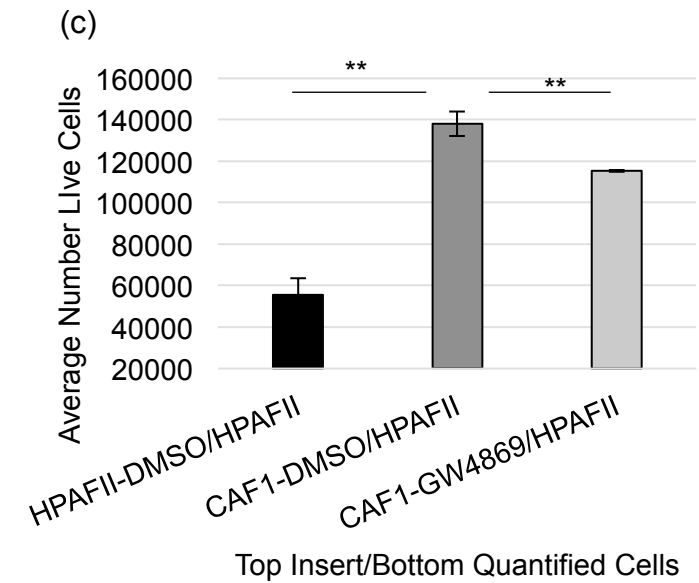 (c)
Average Number LIve Cells
**
**
160000
140000
120000
100000
80000
60000
40000
20000
HPAFII-DMSO/HPAFII
CAF1-DMSO/HPAFII
CAF1-GW4869/HPAFII
Top Insert/Bottom Quantified Cells